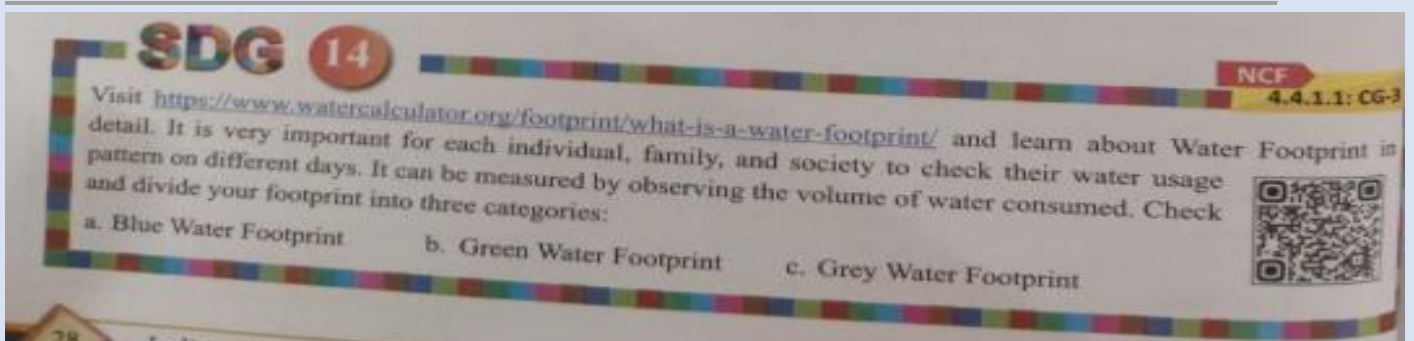 SDG 14
NCF
4.4.1.1: CG-3
Visit https://www.watercalculator.org/footprint/what-is-a-water-footprint/ and learn about Water Footprint in
detail. It is very important for each individual, family, and society to check their water usage
pattern on different days. It can be measured by observing the volume of water consumed. Check
and divide your footprint into three categories:
a. Blue Water Footprint b. Green Water Footprint c. Grey Water Footprint
28